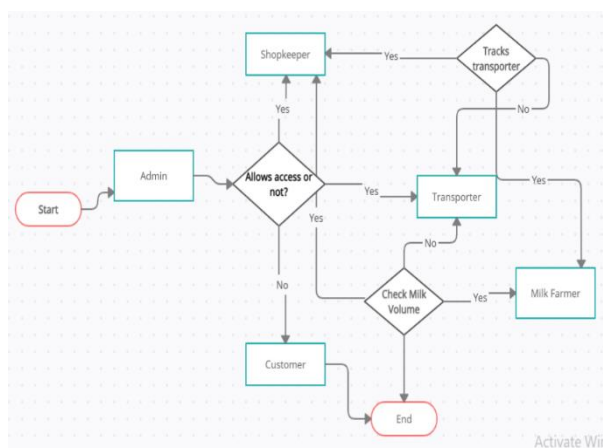 Shopkeeper
Yes
Tracks
transporter
Yes
No
Admin
Allows access or
not?
Yes
Transporter
Yes
Start
Yes
No
No
Check Milk
Volume
Yes
Milk Farmer
Customer
End
Activate Wi